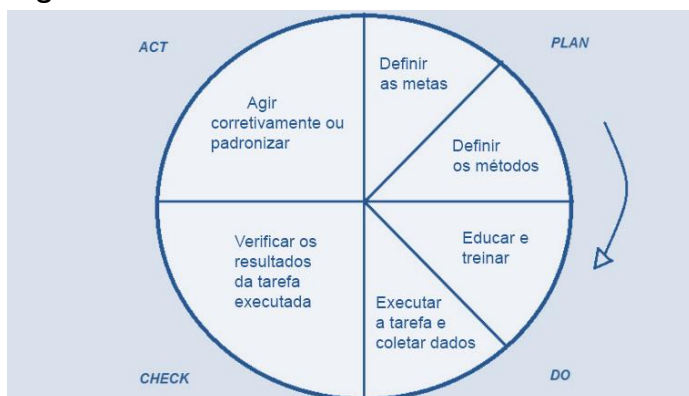 ACT
PLAN
Definir
as metas
Agir
corretivamente ou
padronizar
Definir
os métodos
Educar e
treinar
Verificar os
resultados
da tarefa
executada
Executar
a tarefa e
coletar dados
CHECK
DO